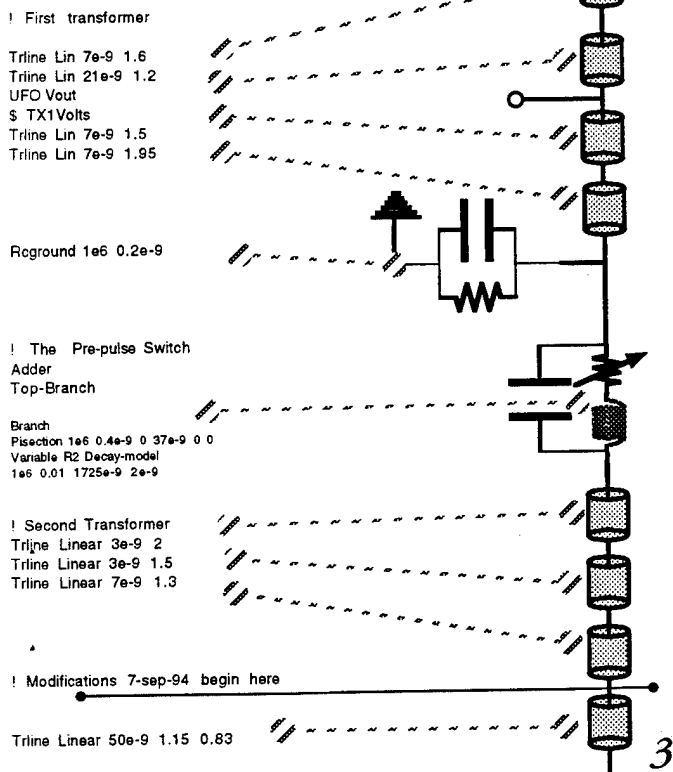 ! First transformer
Trline Lin 7e-9 1.6
Trline Lin 21e-9 1.2
UFO Vout
$ TX1Volts
Trline Lin 7e-9 1.5
Trline Lin 7e-9 1.95
Rcground 1e6 0.2e-9
! The Pre-pulse Switch
Adder
Top-Branch
Branch
Pisection 1e6 0.4e-9 0 37e-9 0 0
Variable R2 Decay-model
1e6 0.01 1725e-9 2e-9
! Second Transformer
Trline Linear 3e-9 2
Trline Linear 3e-9 1.5
Trline Linear 7e-9 1.3
! Modifications 7-sep-94 begin here
Trline Linear 50e-9 1.15 0.83
3